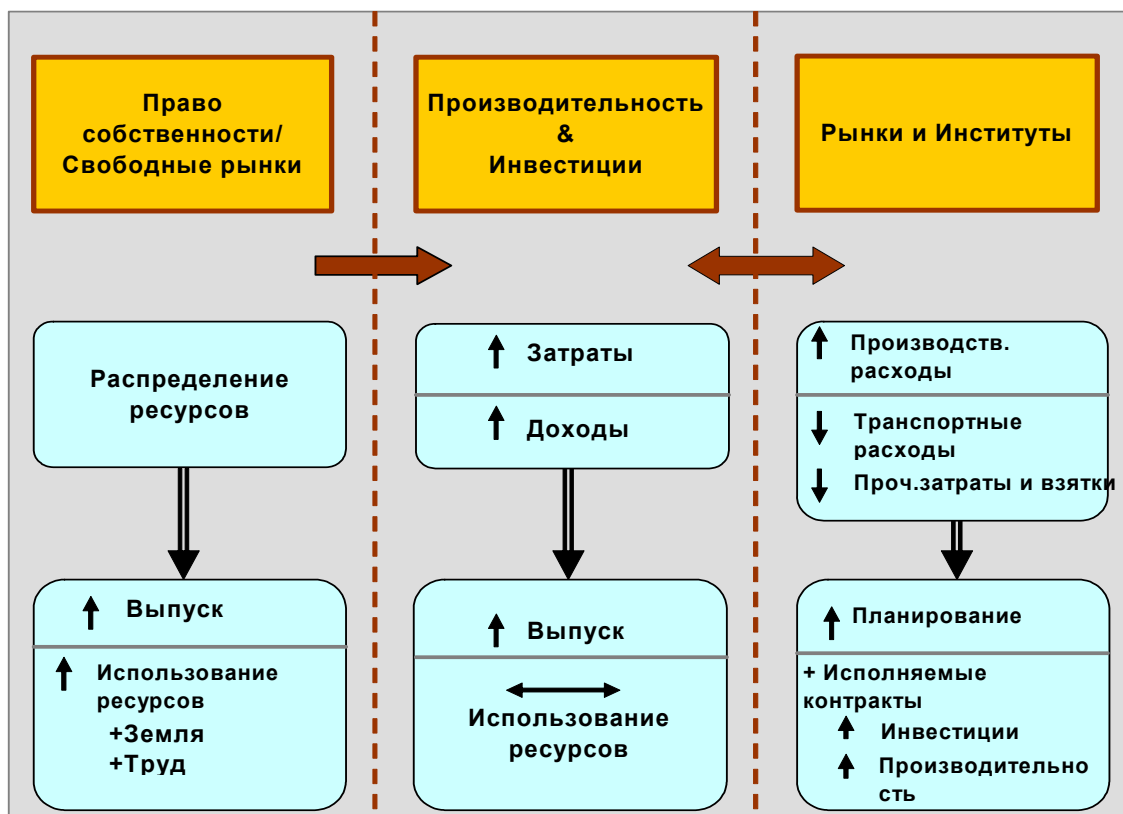 Право
собственности/
Свободные рынки
Производительность
&
Инвестиции
Рынки и Институты
Распределение
ресурсов
Затраты
Доходы
Производств.
расходы
Транспортные
расходы
Проч.затраты и взятки
Выпуск
Использование
ресурсов
+Земля
+Труд
Выпуск
Использование
ресурсов
Планирование
+ Исполняемые
контракты
Инвестиции
Производительно
сть